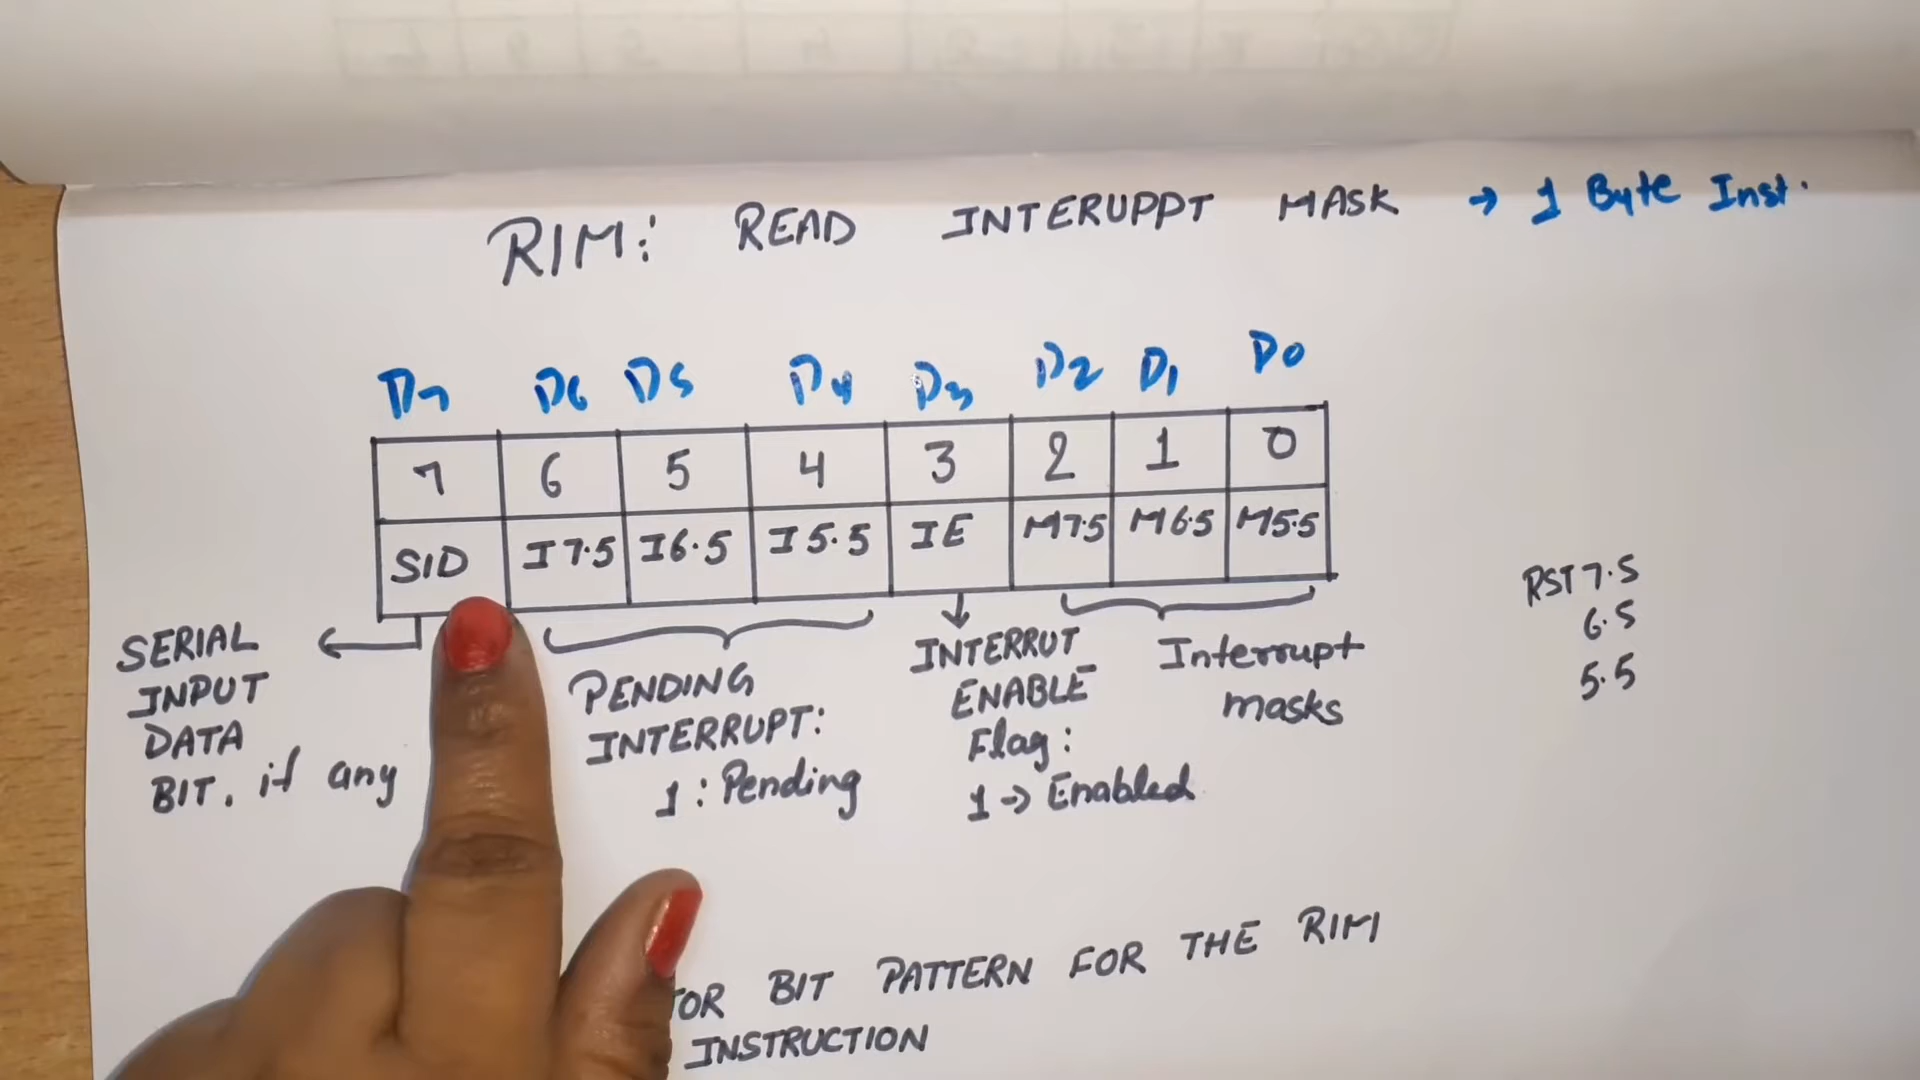 RIM: READ INTERUPPT MASK → 1 Byte Inst.
D7 D6 D5 D4 D3 D2 D1 D0
7 6 5 4 3 2 1 0
SID I7.5 I6.5 I5.5 IE M7.5 M6.5 M5.5
SERIAL
INPUT
DATA
BIT. if any
PENDING
INTERRUPT:
1: Pending
INTERRUT
ENABLE
Flag:
1 → Enabled
Interrupt
masks
RST 7.5
6.5
5.5
TOR BIT PATTERN FOR THE RIM
INSTRUCTION